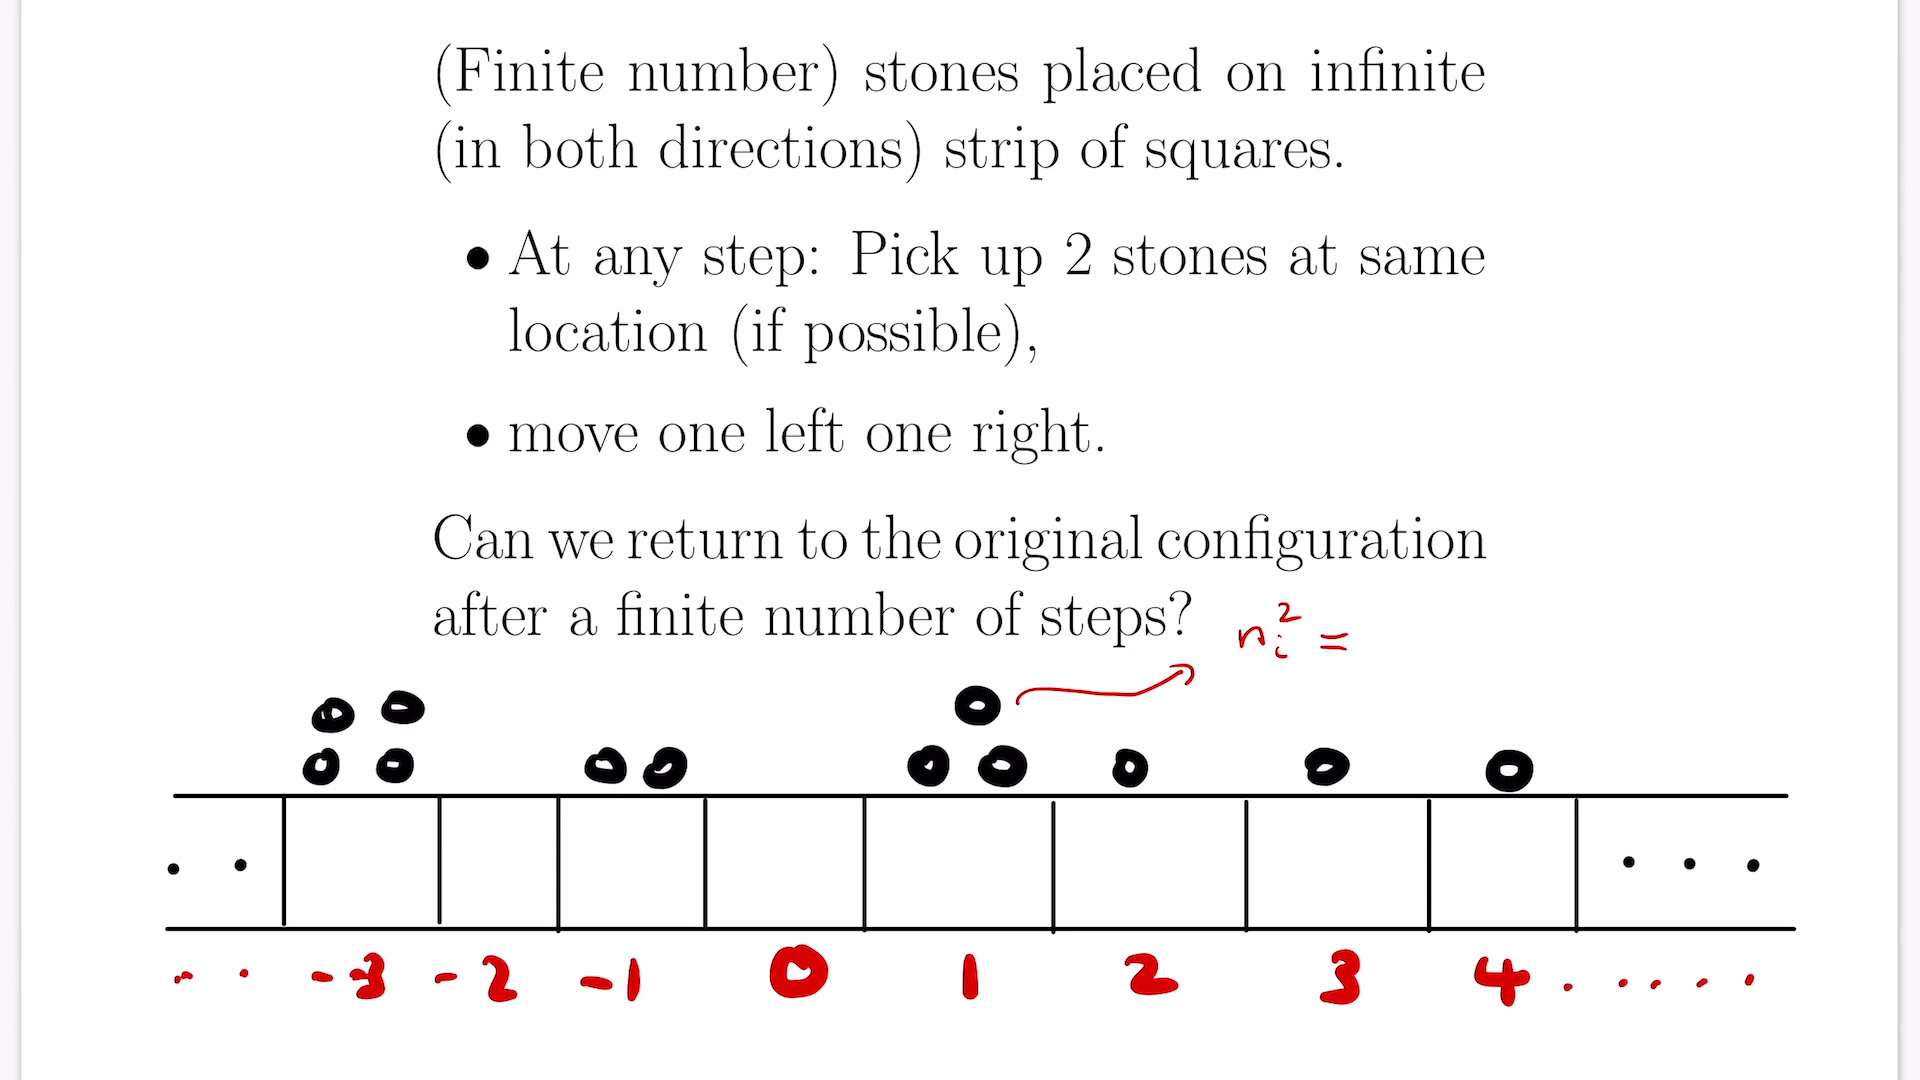 (Finite number) stones placed on infinite
(in both directions) strip of squares.
• At any step: Pick up 2 stones at same
location (if possible),
• move one left one right.
Can we return to the original configuration
after a finite number of steps?
nᵢ² =
. . -3 -2 -1 0 1 2 3 4 . . . . .